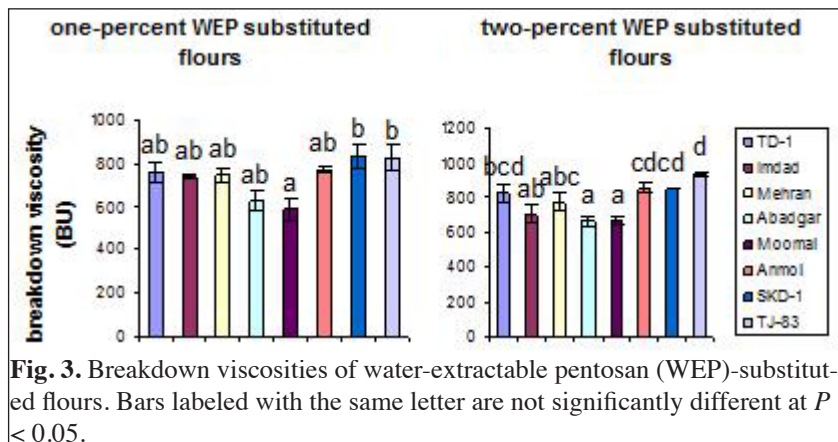 one-percent WEP substituted
flours
two-percent WEP substituted
flours
breakdown viscosity
(BU)
1000
800
600
400
200
0
ab
ab
ab
ab
a
ab
b
b
1200
1000
800
600
400
200
0
bcd
ab
abc
a
a
cdcd
d
TD-1
Imdad
Mehran
Abadgar
Moomal
Anmol
SKD-1
TJ-83
Fig. 3. Breakdown viscosities of water-extractable pentosan (WEP)-substitut-
ed flours. Bars labeled with the same letter are not significantly different at P
< 0.05.